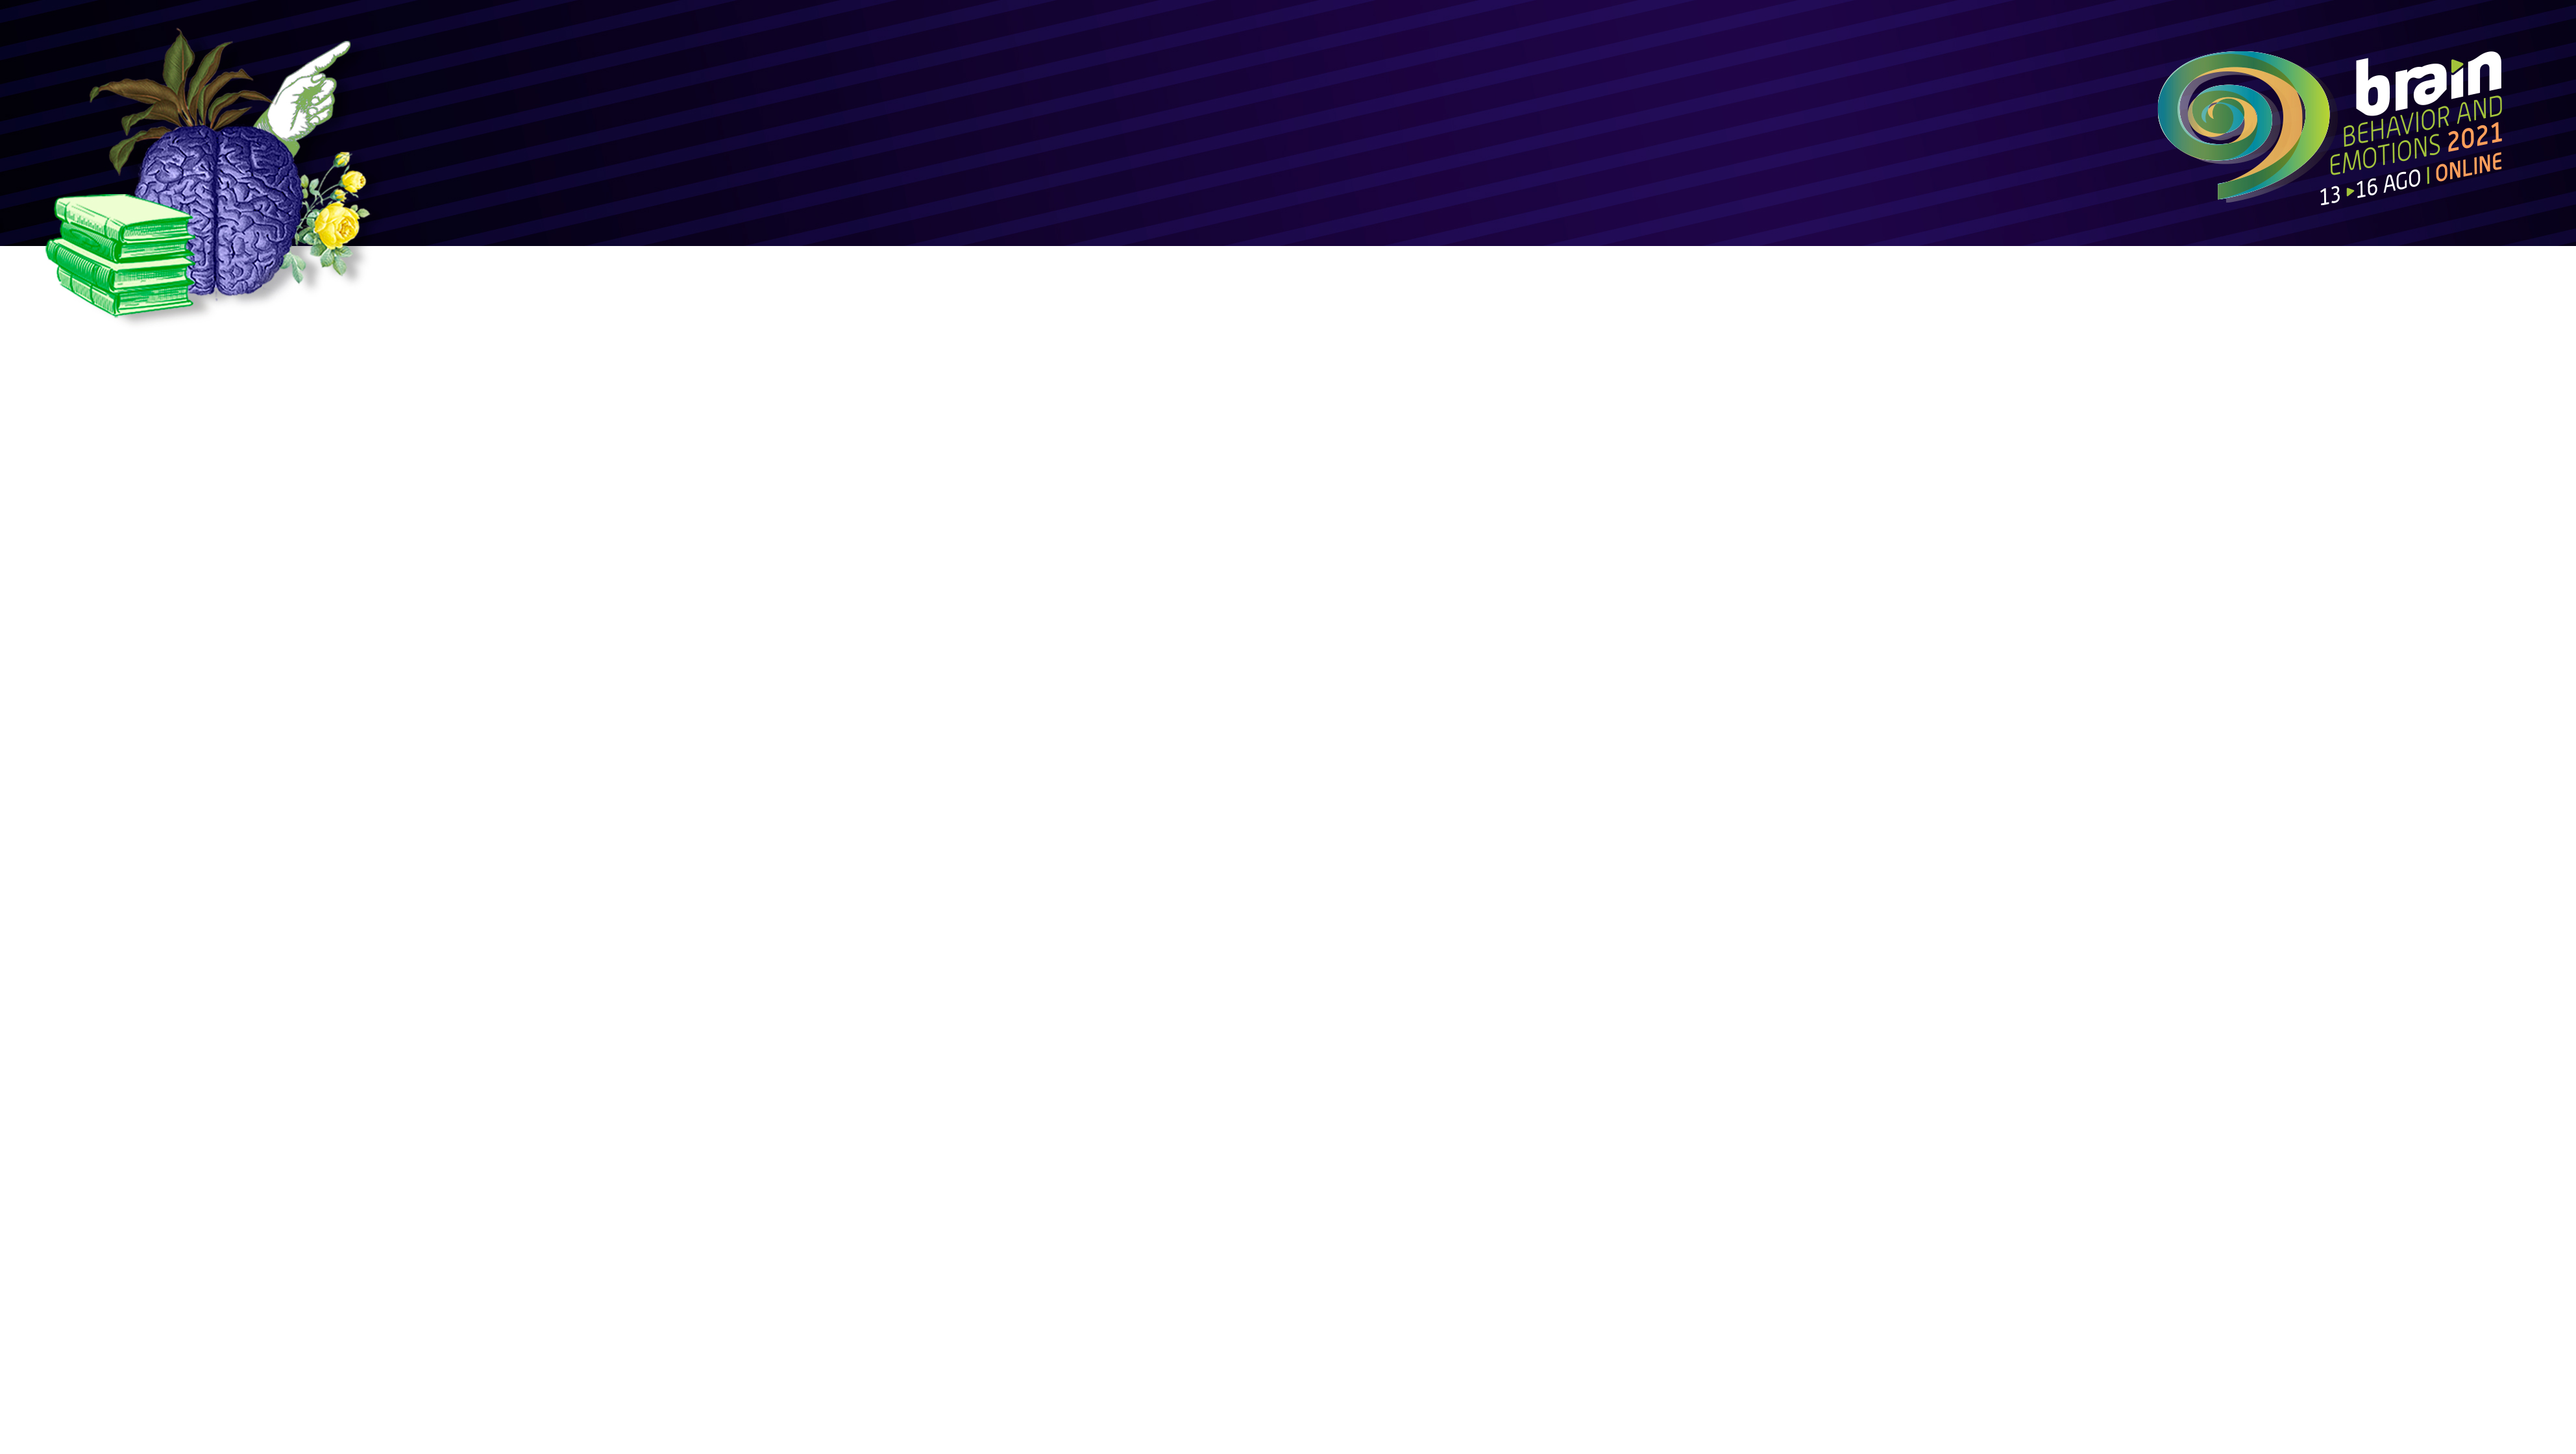 brain
BEHAVIOR AND
EMOTIONS 2021
13 ▸16 AGO | ONLINE